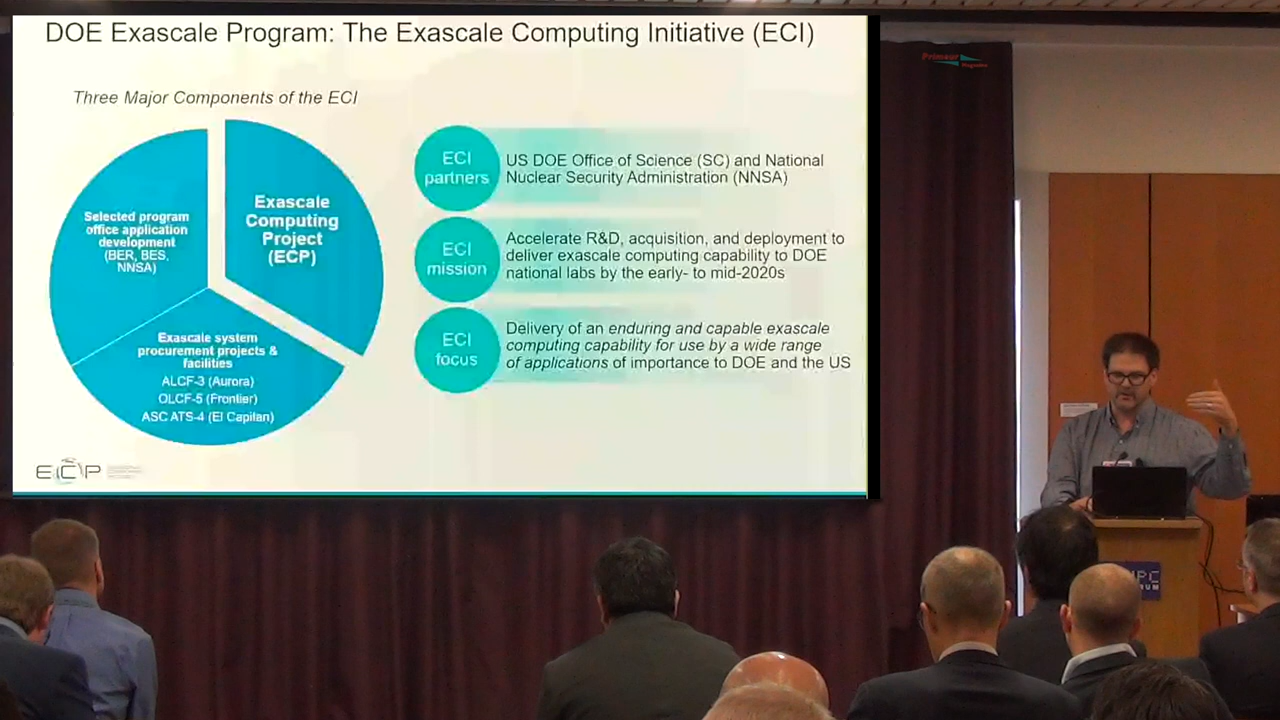 DOE Exascale Program: The Exascale Computing Initiative (ECI)
Three Major Components of the ECI
Selected program
office application
development
(BER, BES,
NNSA)
Exascale
Computing
Project
(ECP)
Exascale system
procurement projects &
facilities
ALCF-3 (Aurora)
OLCF-5 (Frontier)
ASC ATS-4 (El Capitan)
ECI
partners
US DOE Office of Science (SC) and National
Nuclear Security Administration (NNSA)
ECI
mission
Accelerate R&D, acquisition, and deployment to
deliver exascale computing capability to DOE
national labs by the early- to mid-2020s
ECI
focus
Delivery of an enduring and capable exascale
computing capability for use by a wide range
of applications of importance to DOE and the US
ECP
Primeur
Magazine